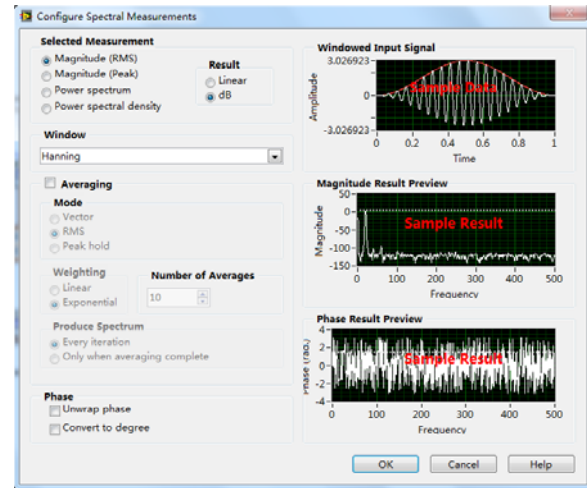 Configure Spectral Measurements
Selected Measurement
Magnitude (RMS)
Magnitude (Peak)
Power spectrum
Power spectral density
Result
Linear
dB
Window
Hanning
Averaging
Mode
Vector
RMS
Peak hold
Weighting
Linear
Exponential
Number of Averages
10
Produce Spectrum
Every iteration
Only when averaging complete
Phase
Unwrap phase
Convert to degree
Windowed Input Signal
3.026923
0
-3.026923
Amplitude
Sample Data
0 0.2 0.4 0.6 0.8 1
Time
Magnitude Result Preview
50
0
-50
-100
-150
Magnitude
Sample Result
0 100 200 300 400 500
Frequency
Phase Result Preview
4
2
0
-2
-4
Phase (rad.)
Sample Result
0 100 200 300 400 500
Frequency
OK Cancel Help